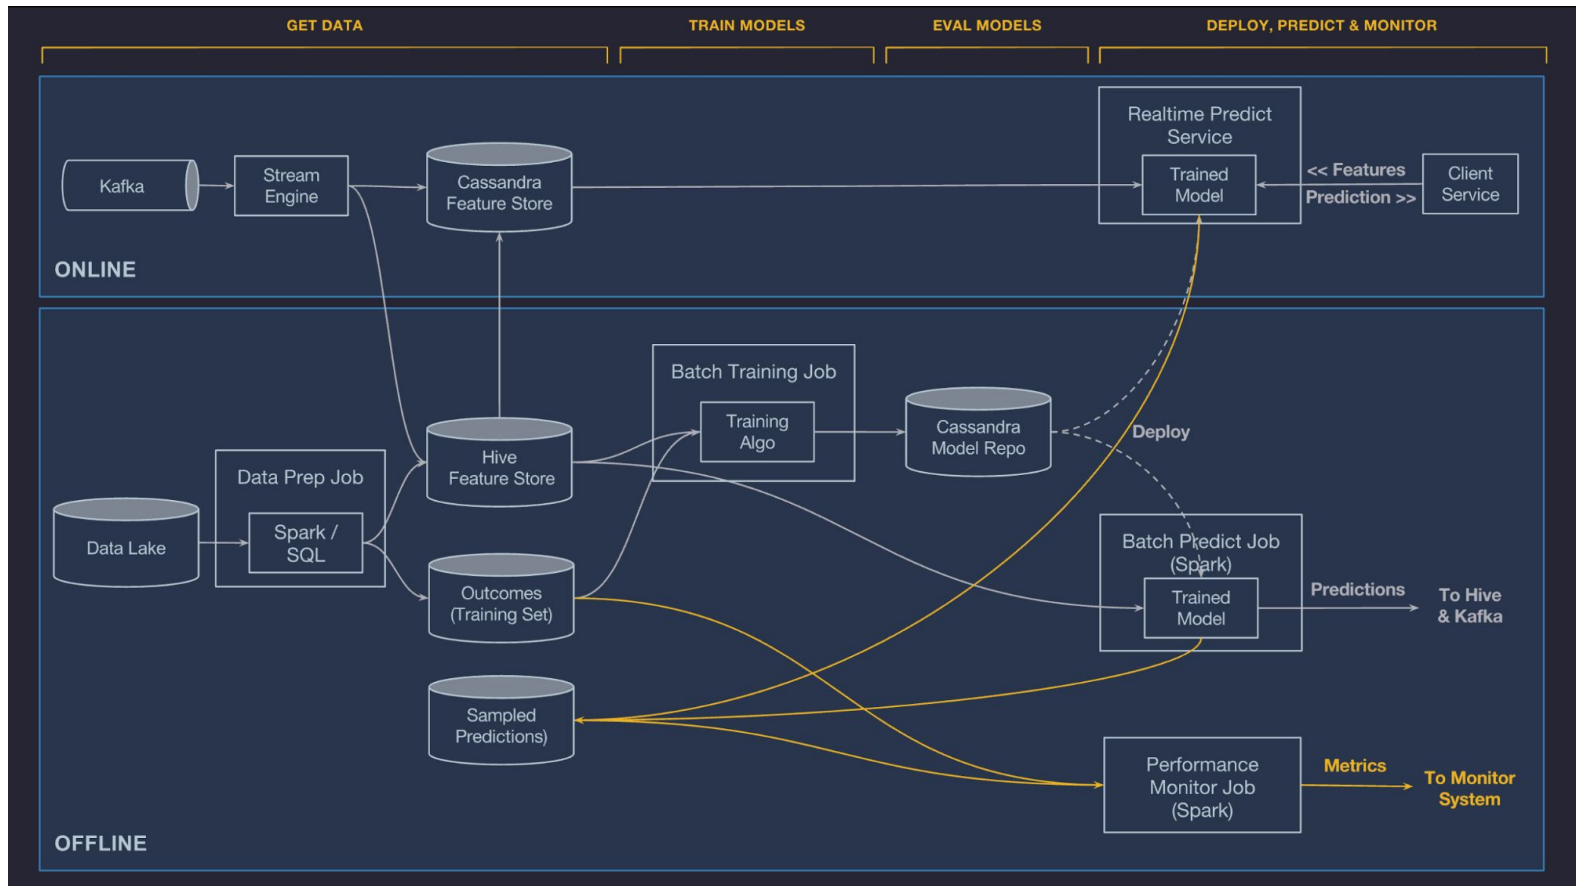 GET DATA
TRAIN MODELS
EVAL MODELS
DEPLOY, PREDICT & MONITOR
Kafka
Stream
Engine
Cassandra
Feature Store
Realtime Predict
Service
Trained
Model
<< Features
Prediction >>
Client
Service
ONLINE
Data Lake
Data Prep Job
Spark /
SQL
Hive
Feature Store
Outcomes
(Training Set)
Sampled
Predictions)
Batch Training Job
Training
Algo
Cassandra
Model Repo
Deploy
Batch Predict Job
(Spark)
Trained
Model
Predictions
To Hive
& Kafka
Performance
Monitor Job
(Spark)
Metrics
To Monitor
System
OFFLINE